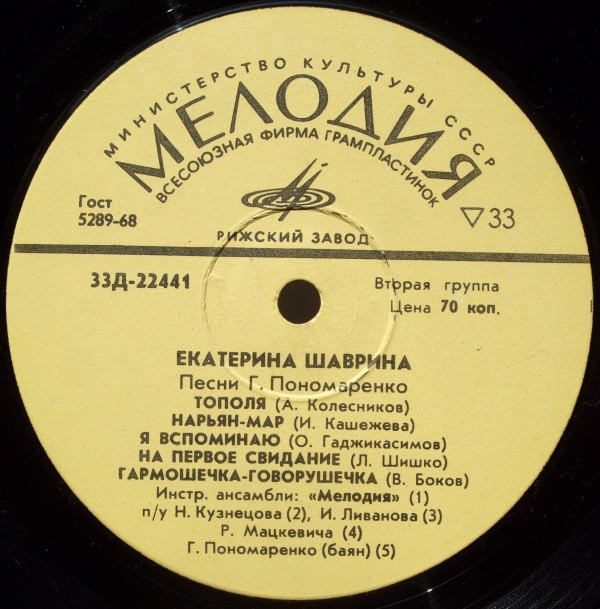 МИНИСТЕРСТВО КУЛЬТУРЫ СССР
МЕЛОДИЯ
ВСЕСОЮЗНАЯ ФИРМА ГРАМПЛАСТИНОК
Гост
5289-68
▽33
РИЖСКИЙ ЗАВОД
33Д-22441
Вторая группа
Цена 70 коп.
ЕКАТЕРИНА ШАВРИНА
Песни Г. Пономаренко
ТОПОЛЯ (А. Колесников)
НАРЬЯН-МАР (И. Кашежева)
Я ВСПОМИНАЮ (О. Гаджикасимов)
НА ПЕРВОЕ СВИДАНИЕ (Л. Шишко)
ГАРМОШЕЧКА-ГОВОРУШЕЧКА (В. Боков)
Инстр. ансамбли: «Мелодия» (1)
п/у Н. Кузнецова (2), И. Ливанова (3)
Р. Мацкевича (4)
Г. Пономаренко (баян) (5)